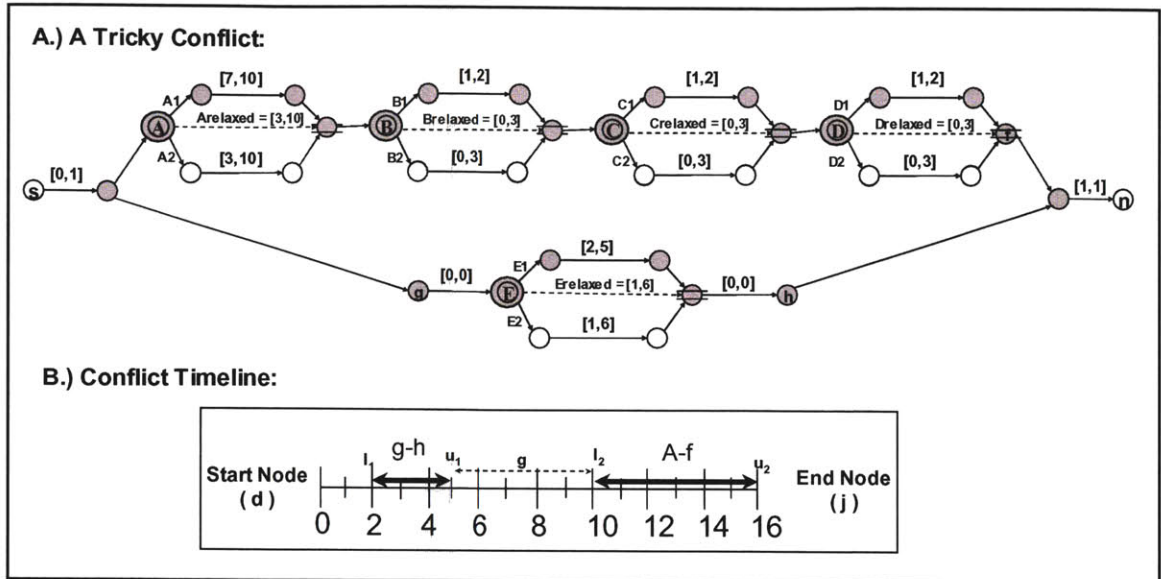 A.) A Tricky Conflict:
[7,10] [1,2] [1,2] [1,2]
A1 B1 C1 D1
A Arelaxed = [3,10] B Brelaxed = [0,3] C Crelaxed = [0,3] D Drelaxed = [0,3] f
A2 B2 C2 D2
[3,10] [0,3] [0,3] [0,3]
s [0,1] [1,1] n
[2,5]
E1
g [0,0] E Erelaxed = [1,6] [0,0] h
E2
[1,6]
B.) Conflict Timeline:
l1 g-h u1 g l2 A-f u2
Start Node
( d )
End Node
( j )
0 2 4 6 8 10 12 14 16